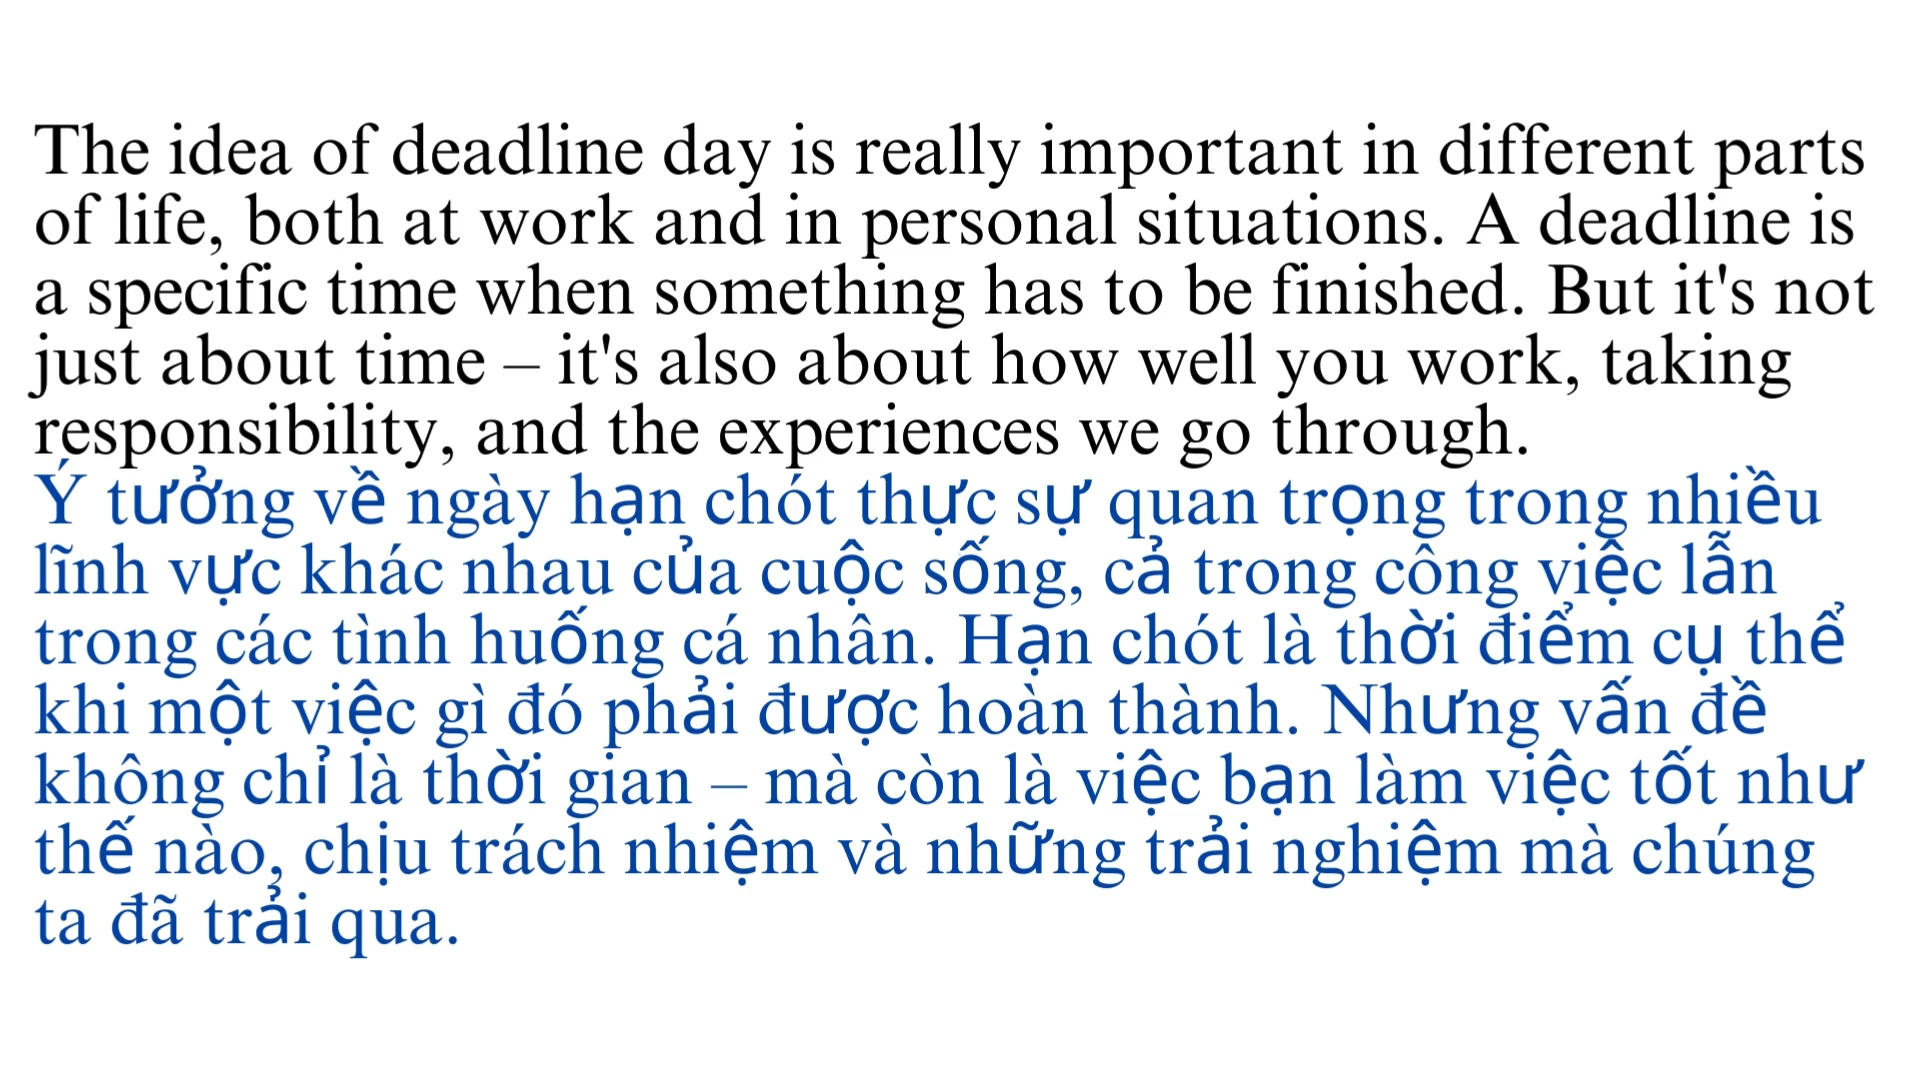 The idea of deadline day is really important in different parts
of life, both at work and in personal situations. A deadline is
a specific time when something has to be finished. But it's not
just about time – it's also about how well you work, taking
responsibility, and the experiences we go through.
Ý tưởng về ngày hạn chót thực sự quan trọng trong nhiều
lĩnh vực khác nhau của cuộc sống, cả trong công việc lẫn
trong các tình huống cá nhân. Hạn chót là thời điểm cụ thể
khi một việc gì đó phải được hoàn thành. Nhưng vấn đề
không chỉ là thời gian – mà còn là việc bạn làm việc tốt như
thế nào, chịu trách nhiệm và những trải nghiệm mà chúng
ta đã trải qua.